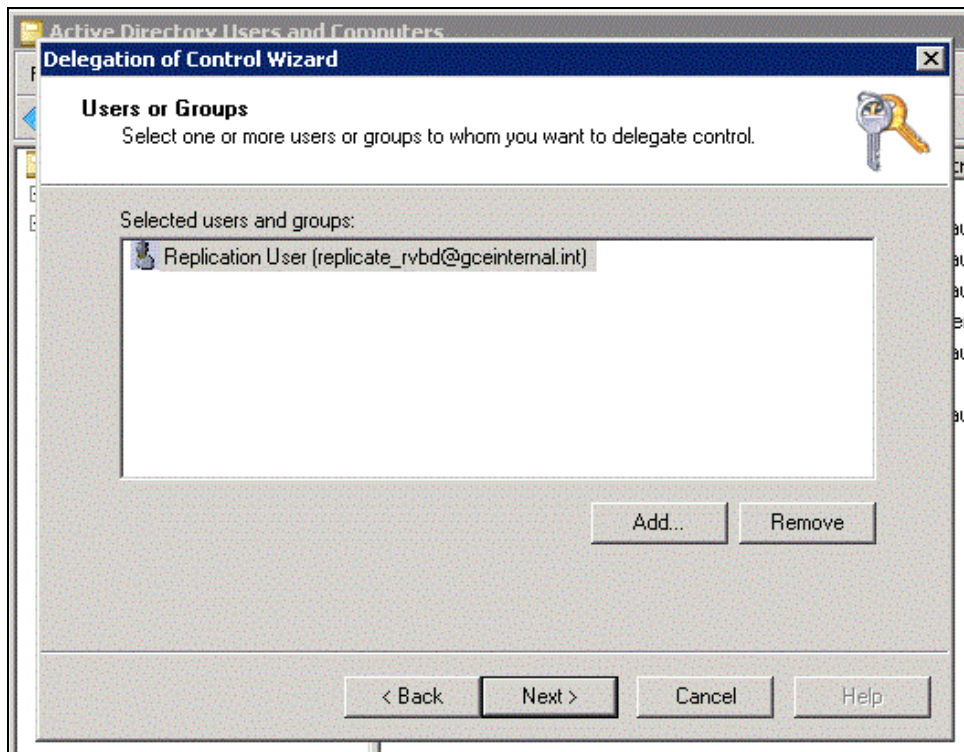 Active Directory Users and Computers
Delegation of Control Wizard
Users or Groups
Select one or more users or groups to whom you want to delegate control.
Selected users and groups:
Replication User (replicate_rvbd@gceinternal.int)
Add...
Remove
< Back
Next >
Cancel
Help